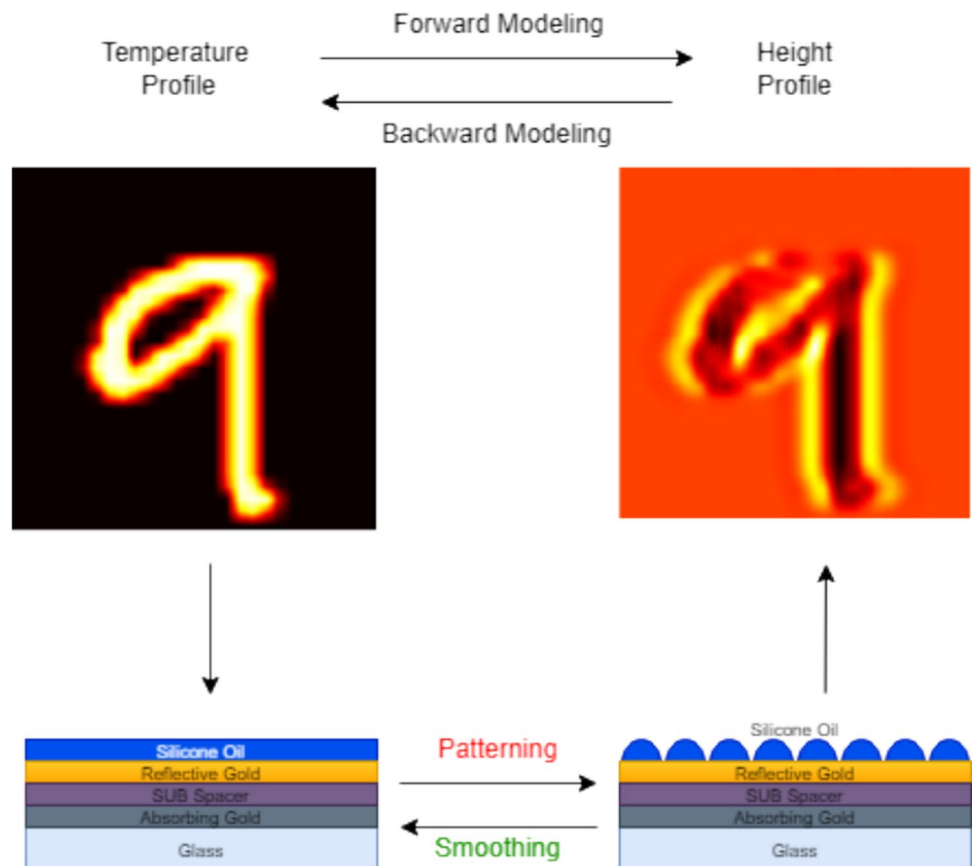 Forward Modeling
Temperature
Profile
Height
Profile
Backward Modeling
Silicone Oil
Reflective Gold
SUB Spacer
Absorbing Gold
Glass
Patterning
Smoothing
Silicone Oil
Reflective Gold
SUB Spacer
Absorbing Gold
Glass